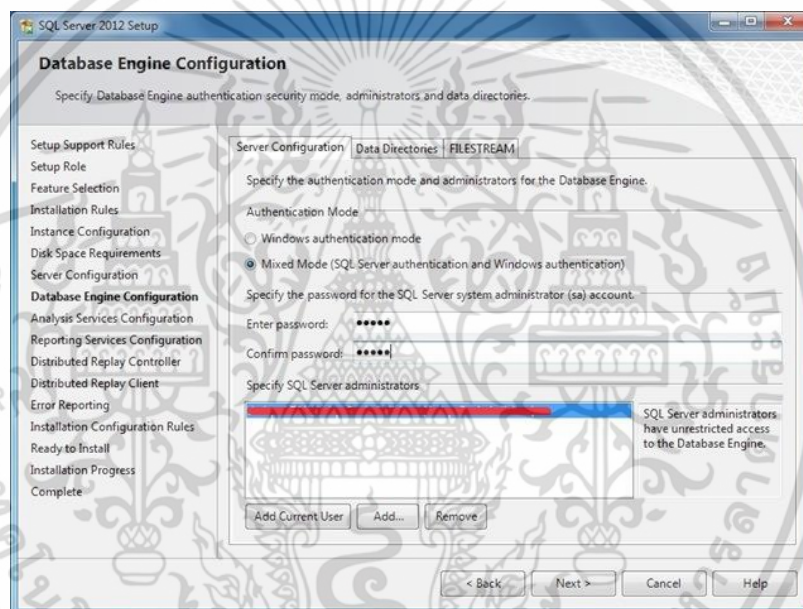 SQL Server 2012 Setup
Database Engine Configuration
Specify Database Engine authentication security mode, administrators and data directories.
Setup Support Rules
Setup Role
Feature Selection
Installation Rules
Instance Configuration
Disk Space Requirements
Server Configuration
Database Engine Configuration
Analysis Services Configuration
Reporting Services Configuration
Distributed Replay Controller
Distributed Replay Client
Error Reporting
Installation Configuration Rules
Ready to Install
Installation Progress
Complete
Server Configuration Data Directories FILESTREAM
Specify the authentication mode and administrators for the Database Engine.
Authentication Mode
Windows authentication mode
Mixed Mode (SQL Server authentication and Windows authentication)
Specify the password for the SQL Server system administrator (sa) account.
Enter password: •••••
Confirm password: •••••
Specify SQL Server administrators
SQL Server administrators
have unrestricted access
to the Database Engine.
Add Current User Add... Remove
< Back Next > Cancel Help